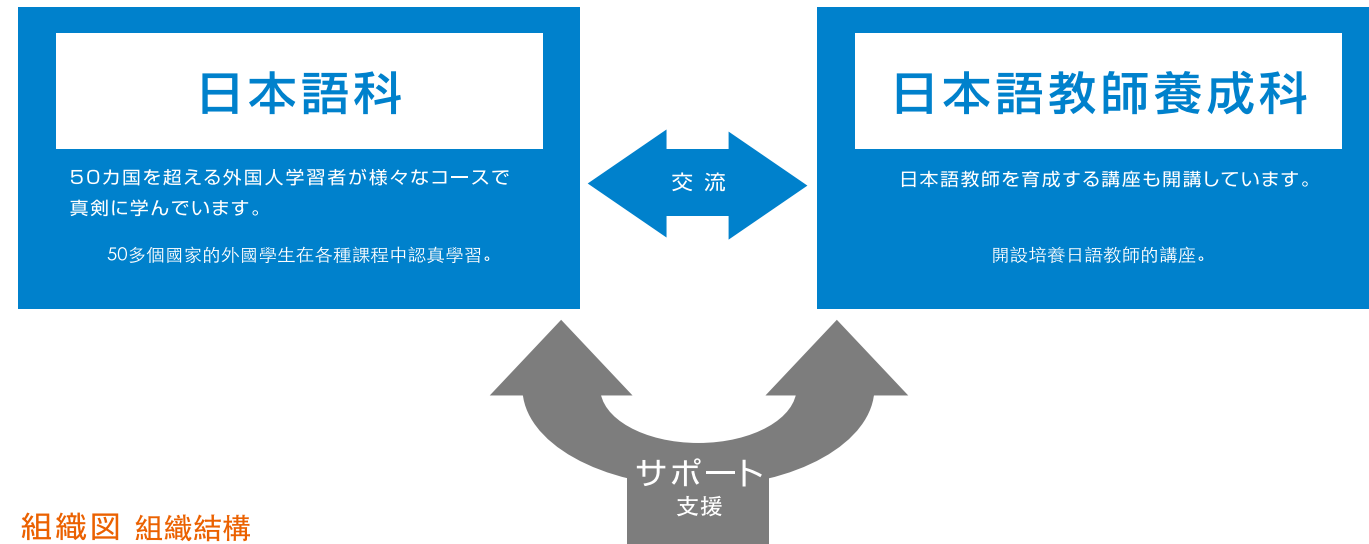 日本語科
50カ国を超える外国人学習者が様々なコースで
真剣に学んでいます。
50多個國家的外國學生在各種課程中認真學習。
交流
日本語教師養成科
日本語教師を育成する講座も開講しています。
開設培養日語教師的講座。
サポート
支援
組織図 組織結構